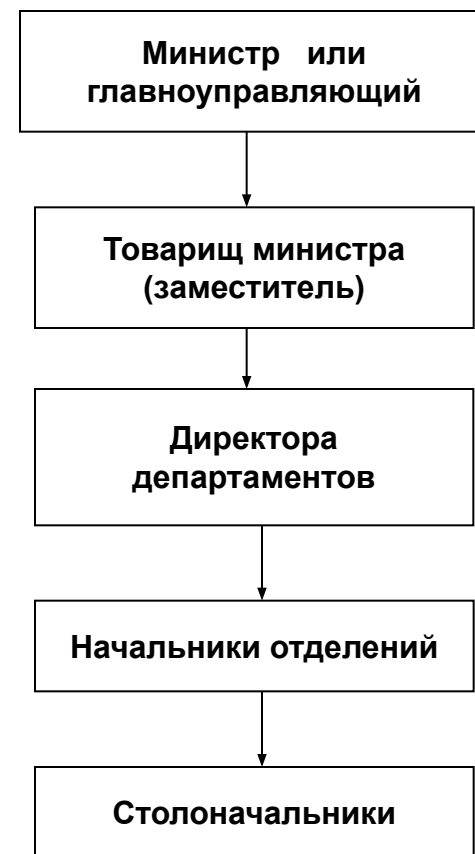 Министр или
главноуправляющий
Товарищ министра
(заместитель)
Директора
департаментов
Начальники отделений
Столоначальники